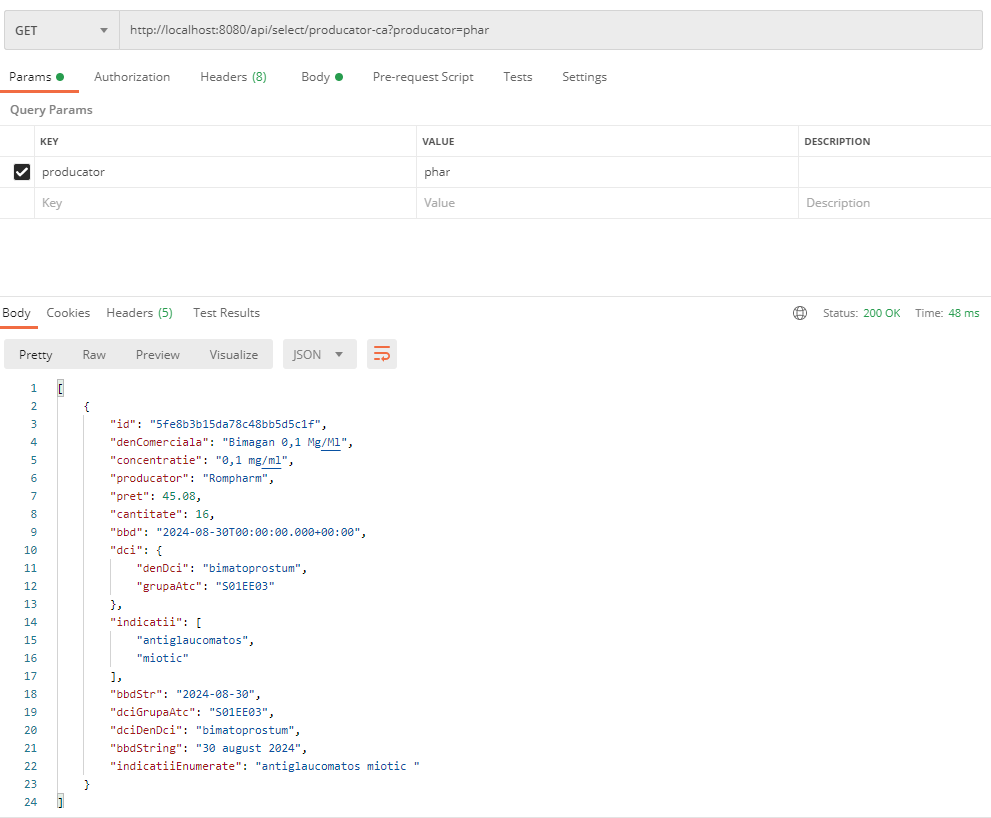 GET http://localhost:8080/api/select/producator-ca?producator=phar
Params Authorization Headers (8) Body Pre-request Script Tests Settings
Query Params
KEY VALUE DESCRIPTION
producator phar
Key Value Description
Body Cookies Headers (5) Test Results Status: 200 OK Time: 48 ms
Pretty Raw Preview Visualize JSON
1 [
2 {
3 "id": "5fe8b3b15da78c48bb5d5c1f",
4 "denComerciala": "Bimagan 0,1 Mg/Ml",
5 "concentratie": "0,1 mg/ml",
6 "producator": "Rompharm",
7 "pret": 45.08,
8 "cantitate": 16,
9 "bbd": "2024-08-30T00:00:00.000+00:00",
10 "dci": {
11 "denDci": "bimatoprostum",
12 "grupaAtc": "S01EE03"
13 },
14 "indicatii": [
15 "antiglaucomatos",
16 "miotic"
17 ],
18 "bbdStr": "2024-08-30",
19 "dciGrupaAtc": "S01EE03",
20 "dciDenDci": "bimatoprostum",
21 "bbdString": "30 august 2024",
22 "indicatiiEnumerate": "antiglaucomatos miotic "
23 }
24 ]